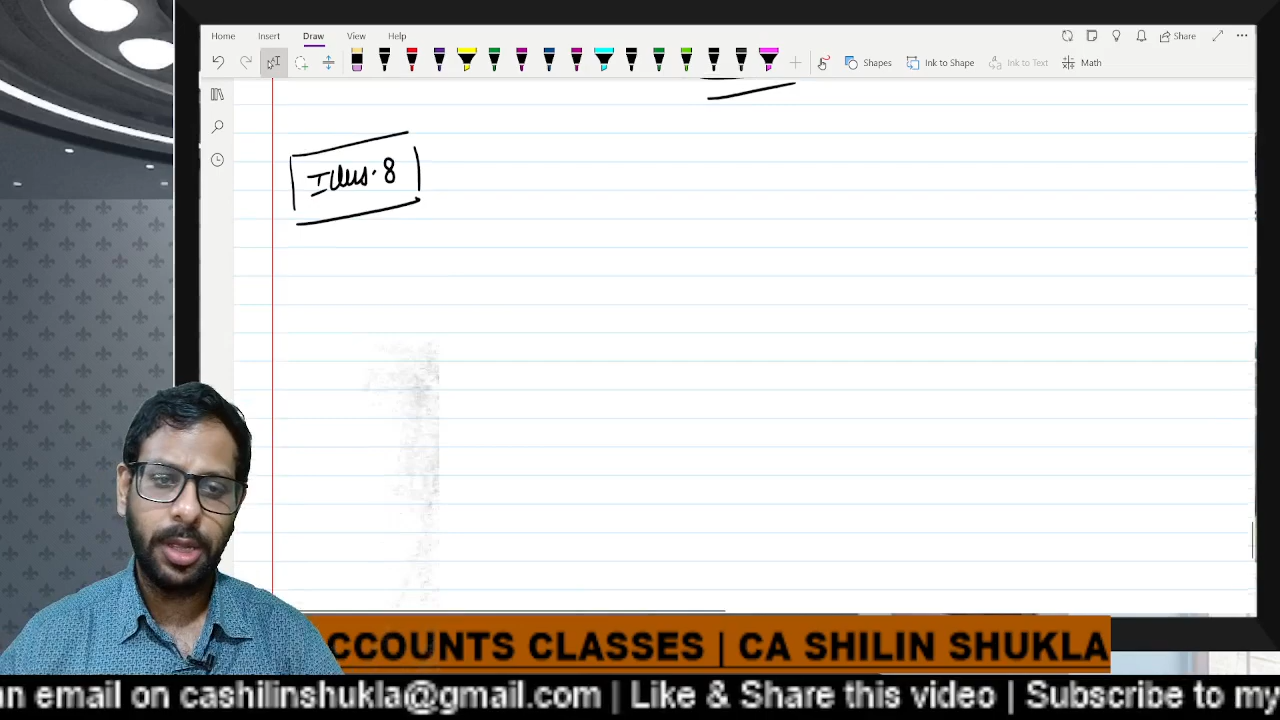 Home Insert Draw View Help
Share
Shapes Ink to Shape Ink to Text Math
Illus. 8
CCOUNTS CLASSES | CA SHILIN SHUKLA
n email on cashilinshukla@gmail.com | Like & Share this video | Subscribe to my